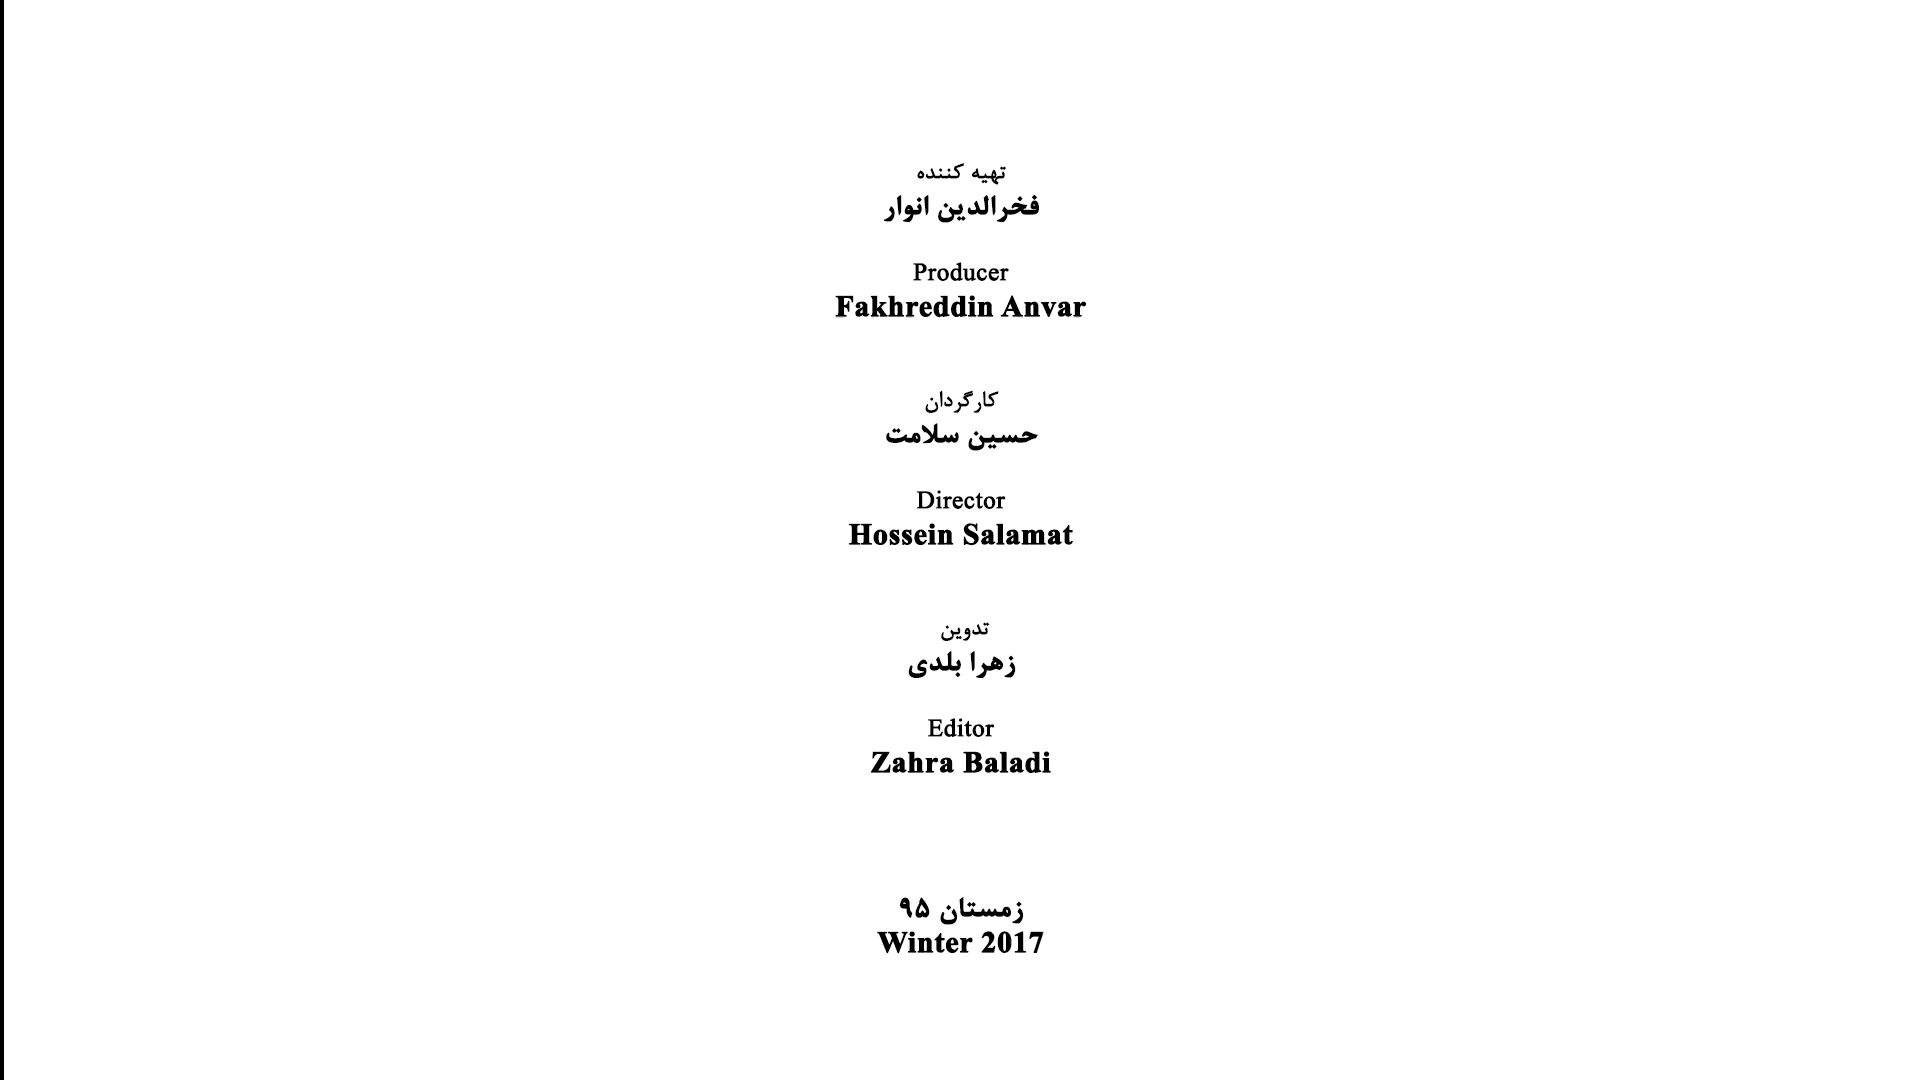 تهیه کننده
فخرالدین انوار
Producer
Fakhreddin Anvar
کارگردان
حسین سلامت
Director
Hossein Salamat
تدوین
زهرا بلدی
Editor
Zahra Baladi
زمستان ۹۵
Winter 2017